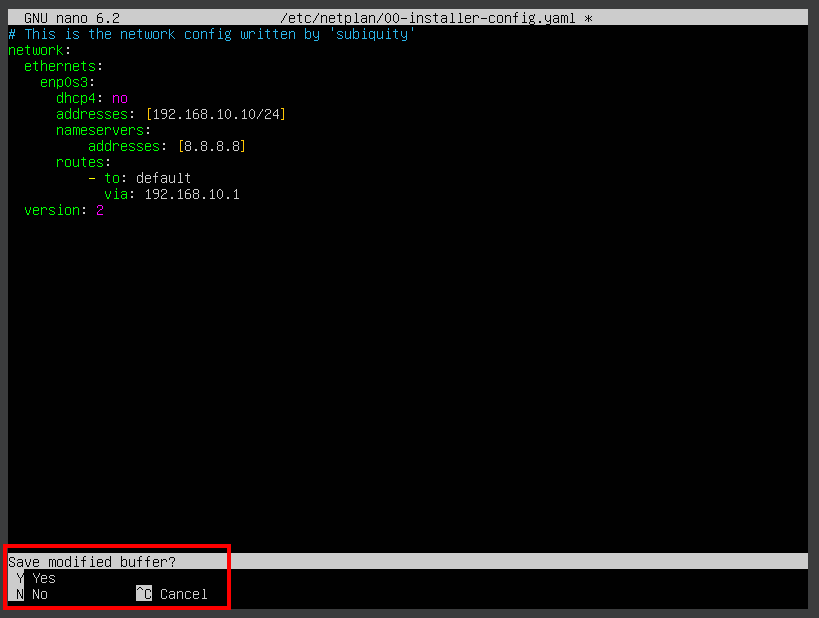 GNU nano 6.2 /etc/netplan/00-installer-config.yaml *
# This is the network config written by 'subiquity'
network:
  ethernets:
    enp0s3:
      dhcp4: no
      addresses: [192.168.10.10/24]
      nameservers:
          addresses: [8.8.8.8]
      routes:
          - to: default
            via: 192.168.10.1
  version: 2
Save modified buffer?
Y Yes
N No ^C Cancel